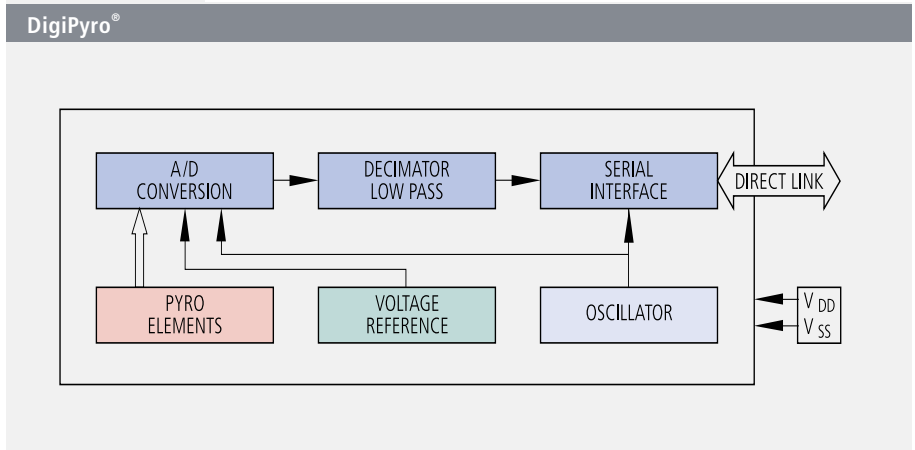 DigiPyro®
A/D
CONVERSION
DECIMATOR
LOW PASS
SERIAL
INTERFACE
DIRECT LINK
PYRO
ELEMENTS
VOLTAGE
REFERENCE
OSCILLATOR
V DD
V SS